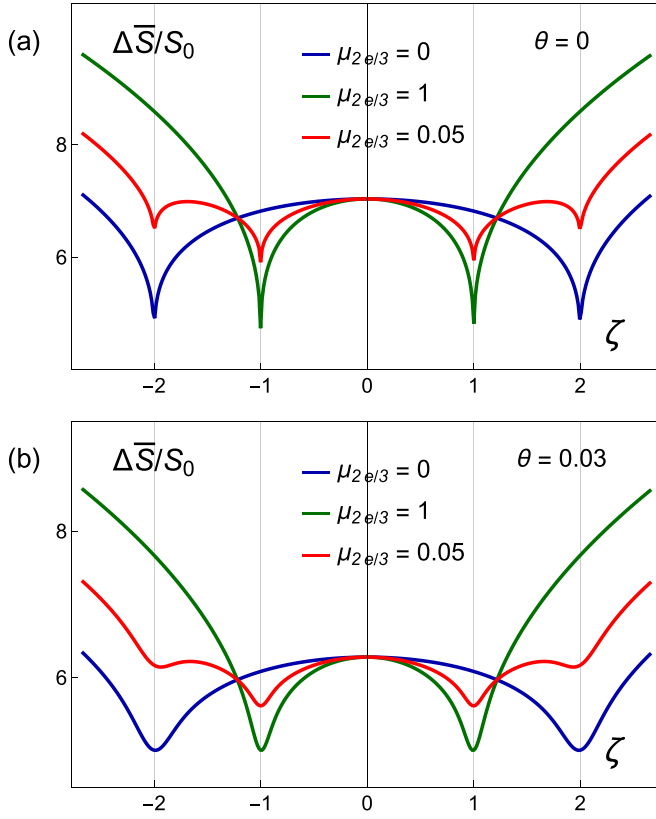 (a)
ΔS̅/S₀
θ = 0
μ₂ₑ/₃ = 0
μ₂ₑ/₃ = 1
μ₂ₑ/₃ = 0.05
8
6
ζ
−2 −1 0 1 2
(b)
ΔS̅/S₀
θ = 0.03
μ₂ₑ/₃ = 0
μ₂ₑ/₃ = 1
μ₂ₑ/₃ = 0.05
8
6
ζ
−2 −1 0 1 2